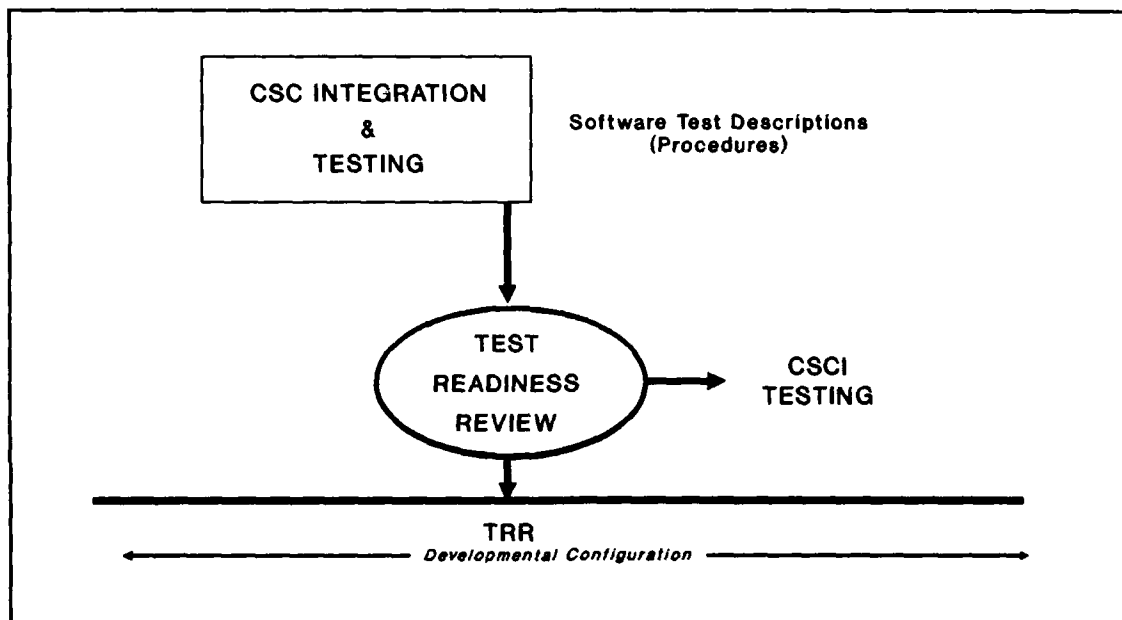 CSC INTEGRATION
&
TESTING
Software Test Descriptions
(Procedures)
TEST
READINESS
REVIEW
CSCI
TESTING
TRR
Developmental Configuration